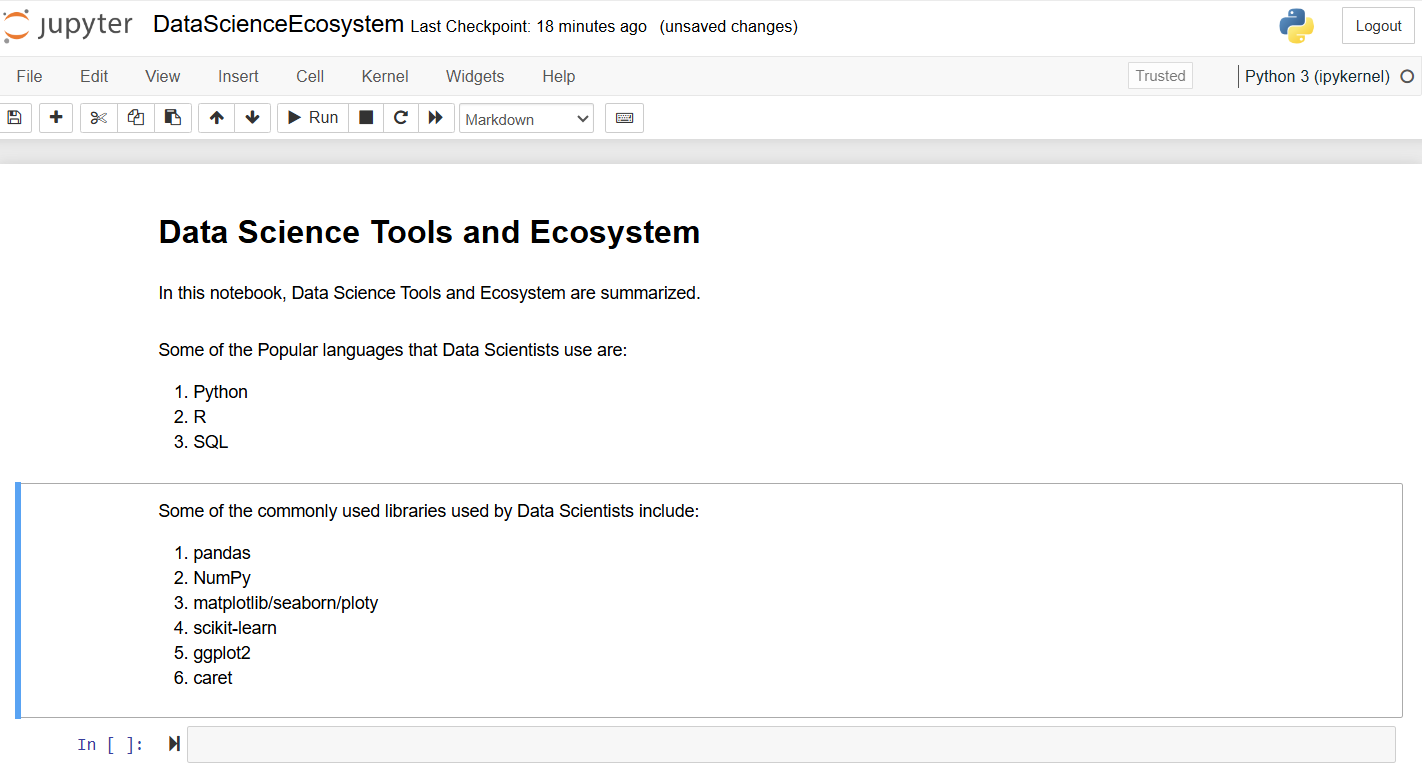 jupyter DataScienceEcosystem Last Checkpoint: 18 minutes ago (unsaved changes) Logout
File Edit View Insert Cell Kernel Widgets Help Trusted Python 3 (ipykernel)
Run Markdown
Data Science Tools and Ecosystem
In this notebook, Data Science Tools and Ecosystem are summarized.
Some of the Popular languages that Data Scientists use are:
1. Python
2. R
3. SQL
Some of the commonly used libraries used by Data Scientists include:
1. pandas
2. NumPy
3. matplotlib/seaborn/ploty
4. scikit-learn
5. ggplot2
6. caret
In [ ]: